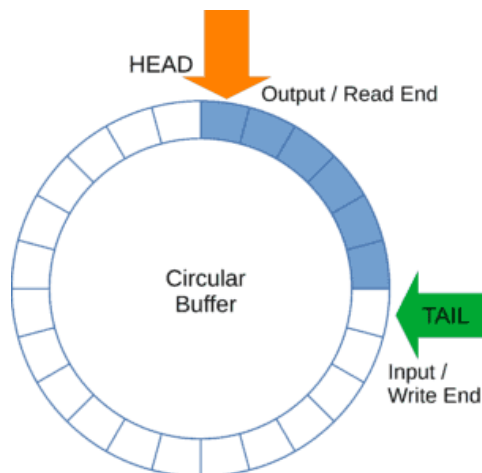 HEAD
Output / Read End
Circular
Buffer
TAIL
Input /
Write End